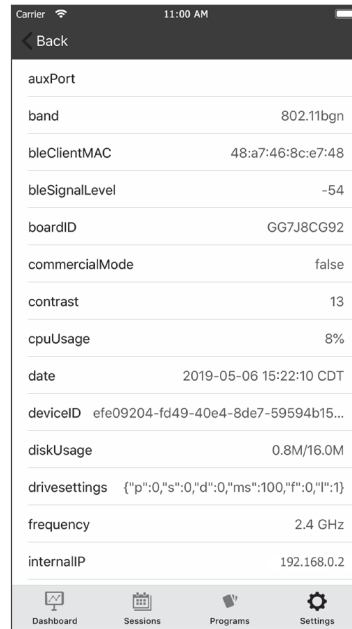 Carrier 11:00 AM
Back
auxPort
band 802.11bgn
bleClientMAC 48:a7:46:8c:e7:48
bleSignalLevel -54
boardID GG7J8CG92
commercialMode false
contrast 13
cpuUsage 8%
date 2019-05-06 15:22:10 CDT
deviceID efe09204-fd49-40e4-8de7-59594b15...
diskUsage 0.8M/16.0M
drivesettings {"p":0,"s":0,"d":0,"ms":100,"f":0,"l":1}
frequency 2.4 GHz
internalIP 192.168.0.2
Dashboard Sessions Programs Settings